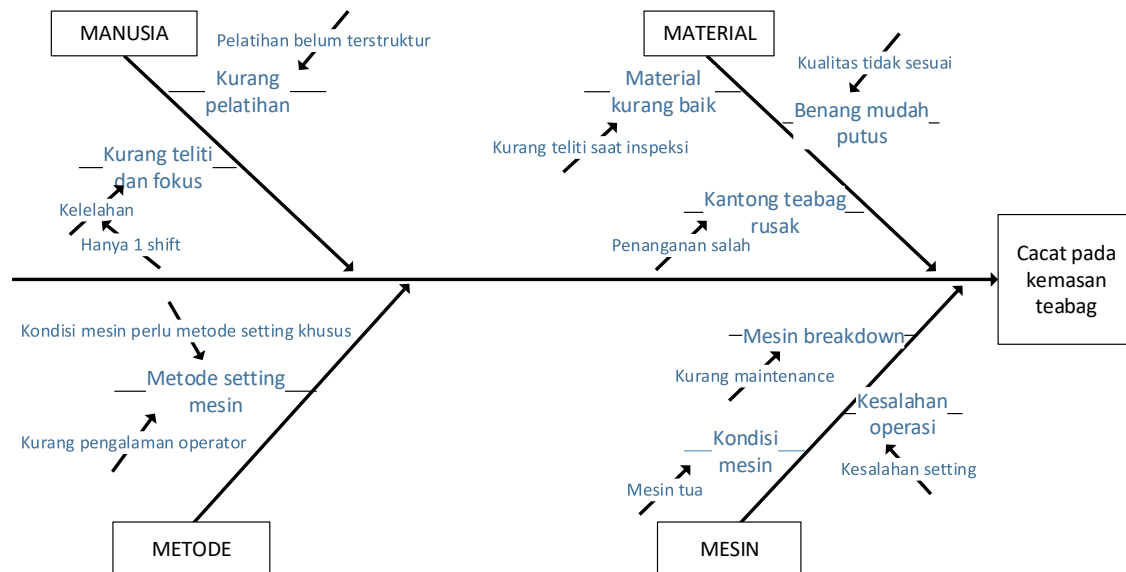 MANUSIA
Pelatihan belum terstruktur
Kurang
pelatihan
Kurang teliti
dan fokus
Kelelahan
Hanya 1 shift
MATERIAL
Kualitas tidak sesuai
Material
kurang baik
Benang mudah
putus
Kurang teliti saat inspeksi
Kantong teabag
rusak
Penanganan salah
Cacat pada
kemasan
teabag
Kondisi mesin perlu metode setting khusus
Metode setting
mesin
Kurang pengalaman operator
METODE
Mesin breakdown
Kurang maintenance
Kesalahan
operasi
Kesalahan setting
Kondisi
mesin
Mesin tua
MESIN